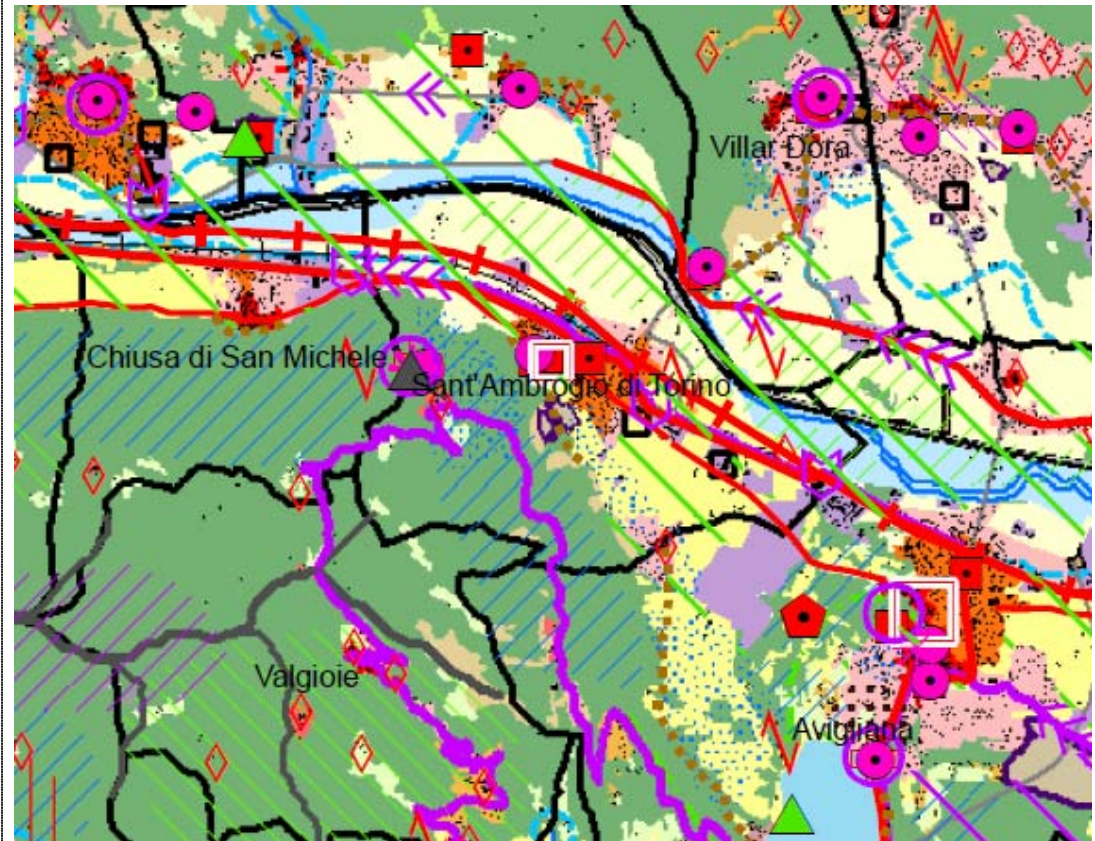 Villar Dora
Chiusa di San Michele
Sant'Ambrogio di Torino
Valgioie
Avigliana